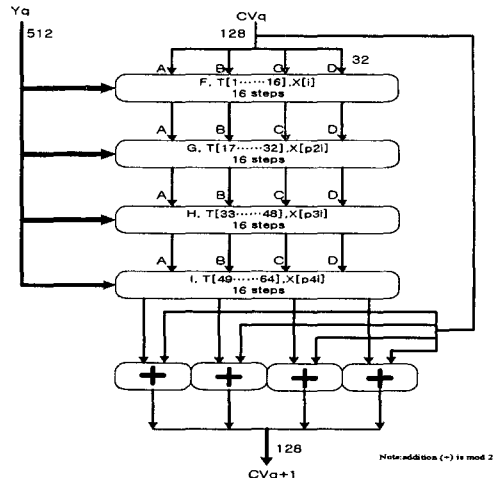 Yq
CVq
512
128
32
A B C D
F, T[1······16],X[i]
16 steps
A B C D
G, T[17······32],X[p2i]
16 steps
A B C D
H, T[33······48],X[p3i]
16 steps
A B C D
I, T[49······64],X[p4i]
16 steps
+ + + +
128
Note:addition (+) is mod 2
CVq+1